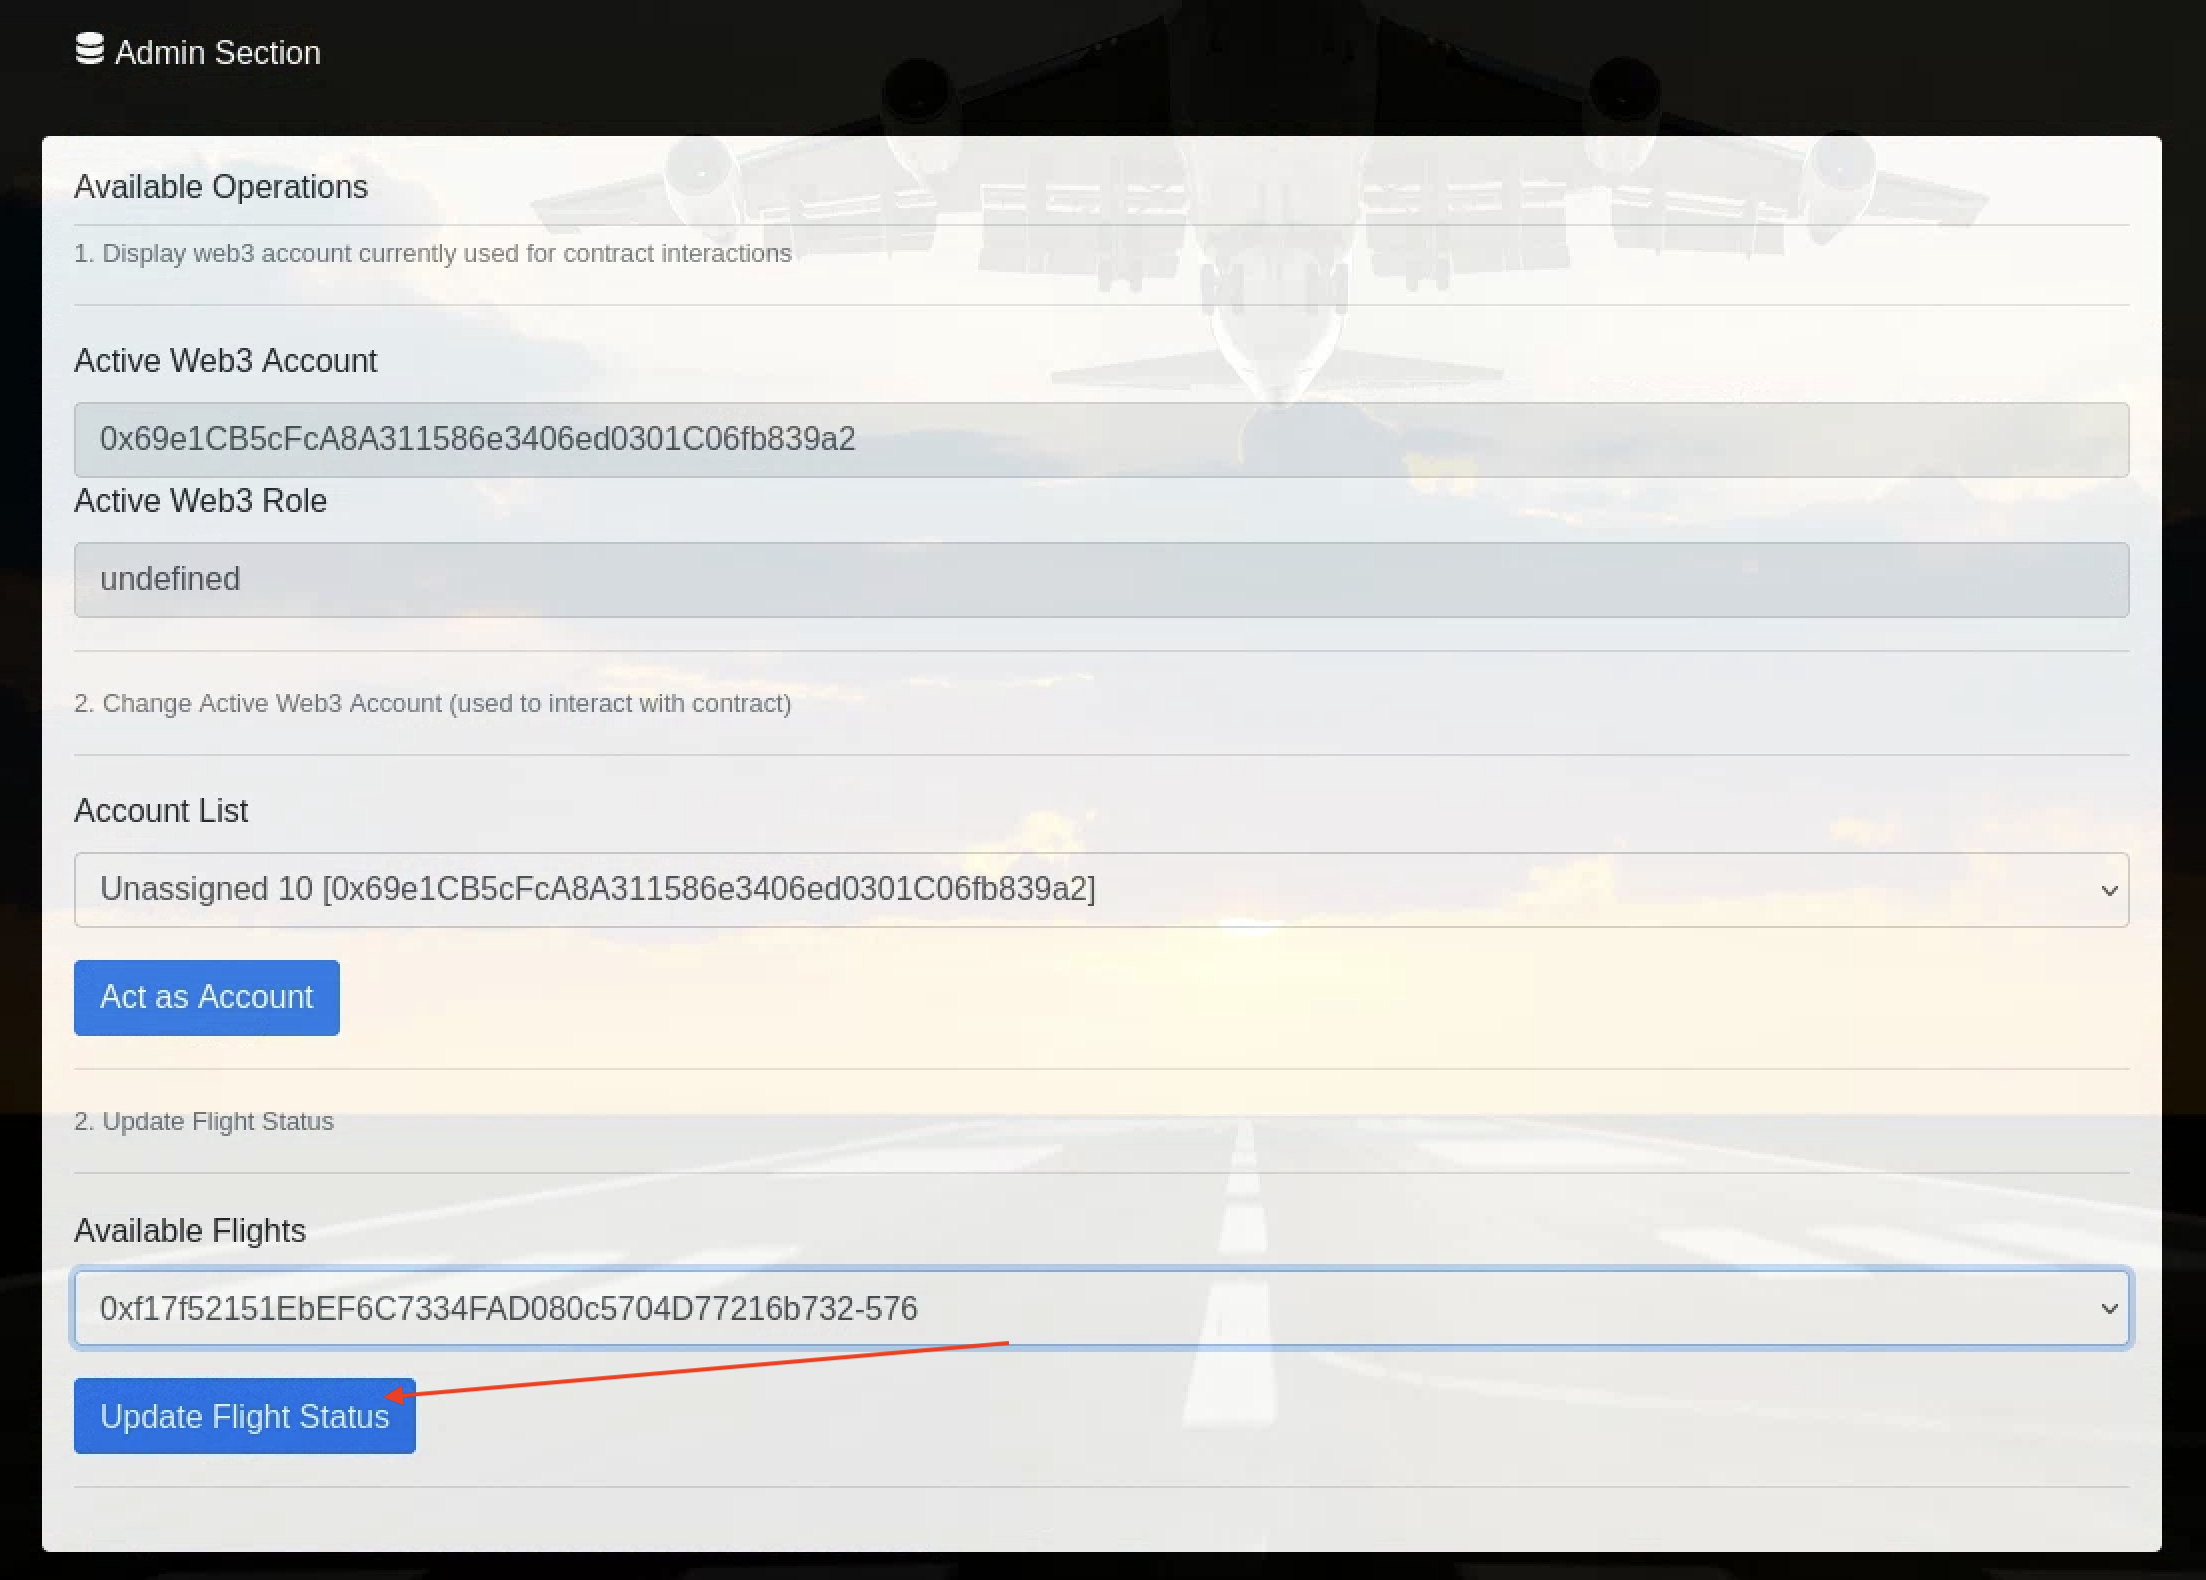 Admin Section
Available Operations
1. Display web3 account currently used for contract interactions
Active Web3 Account
0x69e1CB5cFcA8A311586e3406ed0301C06fb839a2
Active Web3 Role
undefined
2. Change Active Web3 Account (used to interact with contract)
Account List
Unassigned 10 [0x69e1CB5cFcA8A311586e3406ed0301C06fb839a2]
Act as Account
2. Update Flight Status
Available Flights
0xf17f52151EbEF6C7334FAD080c5704D77216b732-576
Update Flight Status